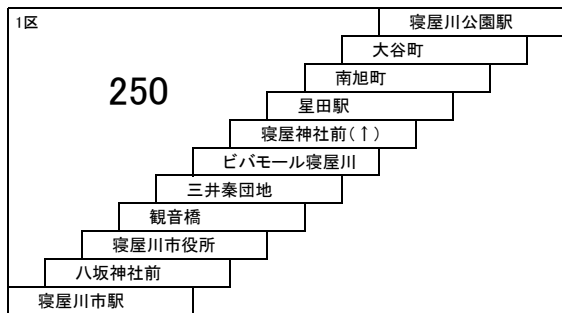 1区
寝屋川公園駅
大谷町
250
南旭町
星田駅
寝屋神社前(↑)
ビバモール寝屋川
三井秦団地
観音橋
寝屋川市役所
八坂神社前
寝屋川市駅